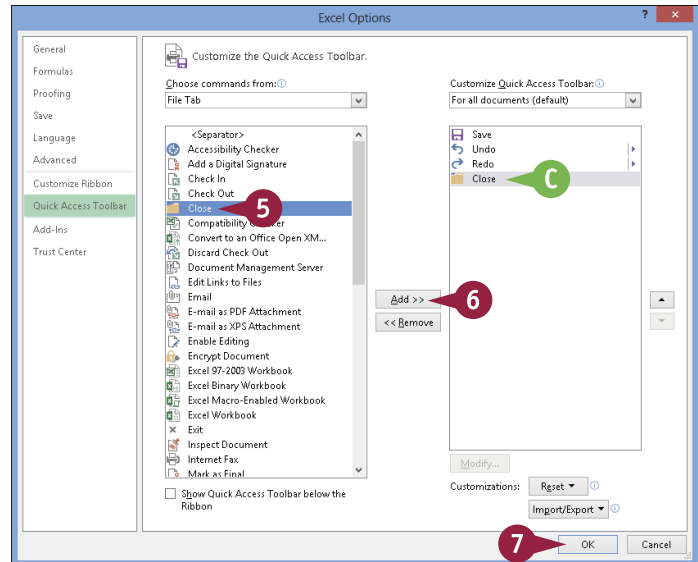 Excel Options
?
×
General
Formulas
Proofing
Save
Language
Advanced
Customize Ribbon
Quick Access Toolbar
Add-Ins
Trust Center
Customize the Quick Access Toolbar.
Choose commands from:
File Tab
<Separator>
Accessibility Checker
Add a Digital Signature
Check In
Check Out
Close
5
Compatibility
Convert to an Office Open XM...
Discard Check Out
Document Management Server
Edit Links to Files
Email
E-mail as PDF Attachment
E-mail as XPS Attachment
Enable Editing
Encrypt Document
Excel 97-2003 Workbook
Excel Binary Workbook
Excel Macro-Enabled Workbook
Excel Workbook
Exit
Inspect Document
Internet Fax
Mark as Final
Show Quick Access Toolbar below the
Ribbon
Add >>
6
<< Remove
Customize Quick Access Toolbar:
For all documents (default)
Save
Undo
Redo
Close
C
Modify...
Customizations:
Reset
Import/Export
7
OK
Cancel